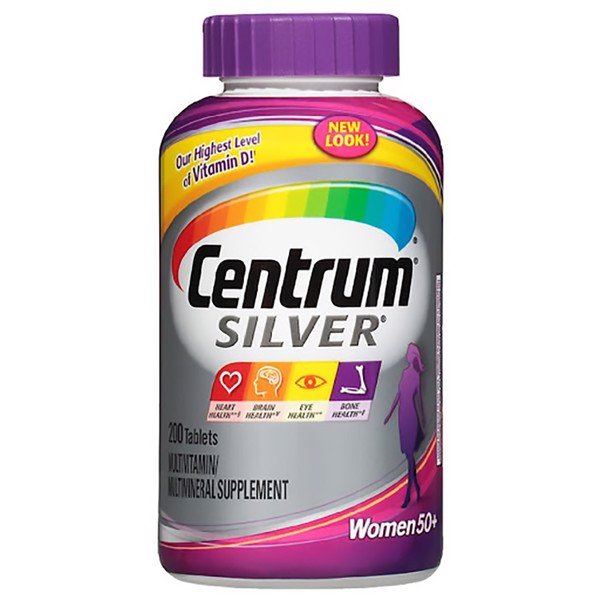 NEW
LOOK!
Our Highest Level
of Vitamin D!
Centrum®
SILVER®
HEART
HEALTH
BRAIN
HEALTH
EYE
HEALTH
BONE
HEALTH
200 Tablets
MULTIVITAMIN/
MULTIMINERAL SUPPLEMENT
Women 50+